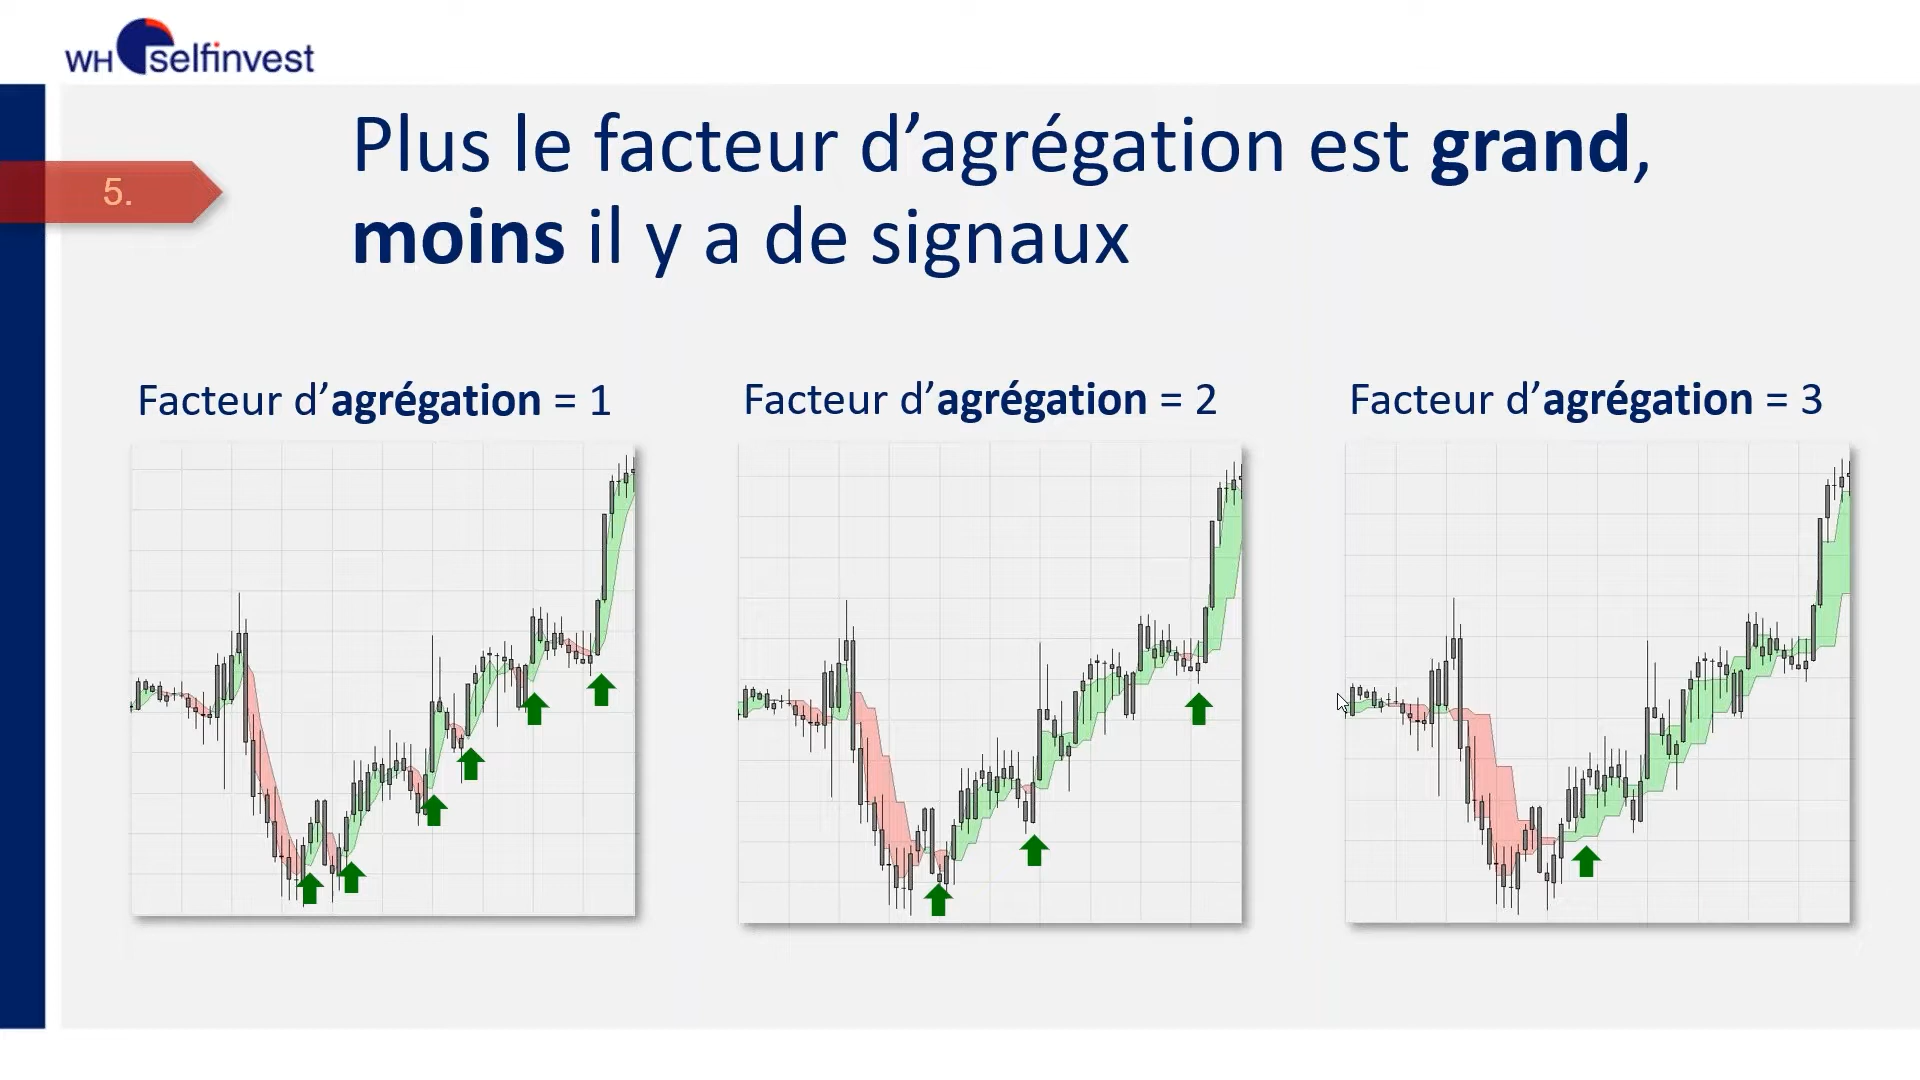 WH selfinvest
5.
Plus le facteur d’agrégation est grand,
moins il y a de signaux
Facteur d’agrégation = 1
Facteur d’agrégation = 2
Facteur d’agrégation = 3